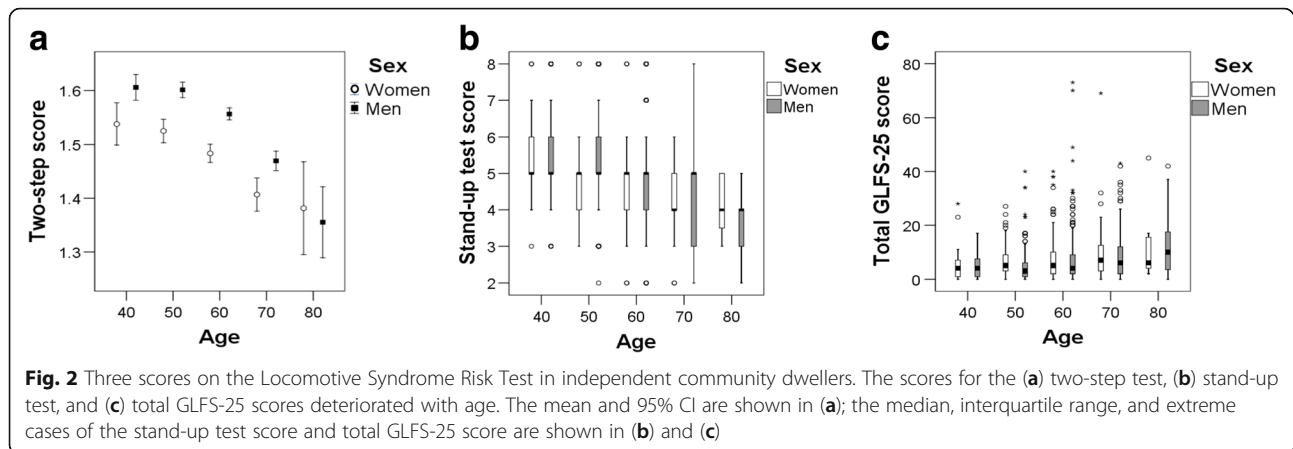 a
Two-step score
1.6
1.5
1.4
1.3
40 50 60 70 80
Age
Sex
Women
Men
b
Stand-up test score
8
7
6
5
4
3
2
40 50 60 70 80
Age
Sex
Women
Men
c
Total GLFS-25 score
80
60
40
20
0
40 50 60 70 80
Age
Sex
Women
Men
Fig. 2 Three scores on the Locomotive Syndrome Risk Test in independent community dwellers. The scores for the (a) two-step test, (b) stand-up
test, and (c) total GLFS-25 scores deteriorated with age. The mean and 95% CI are shown in (a); the median, interquartile range, and extreme
cases of the stand-up test score and total GLFS-25 score are shown in (b) and (c)